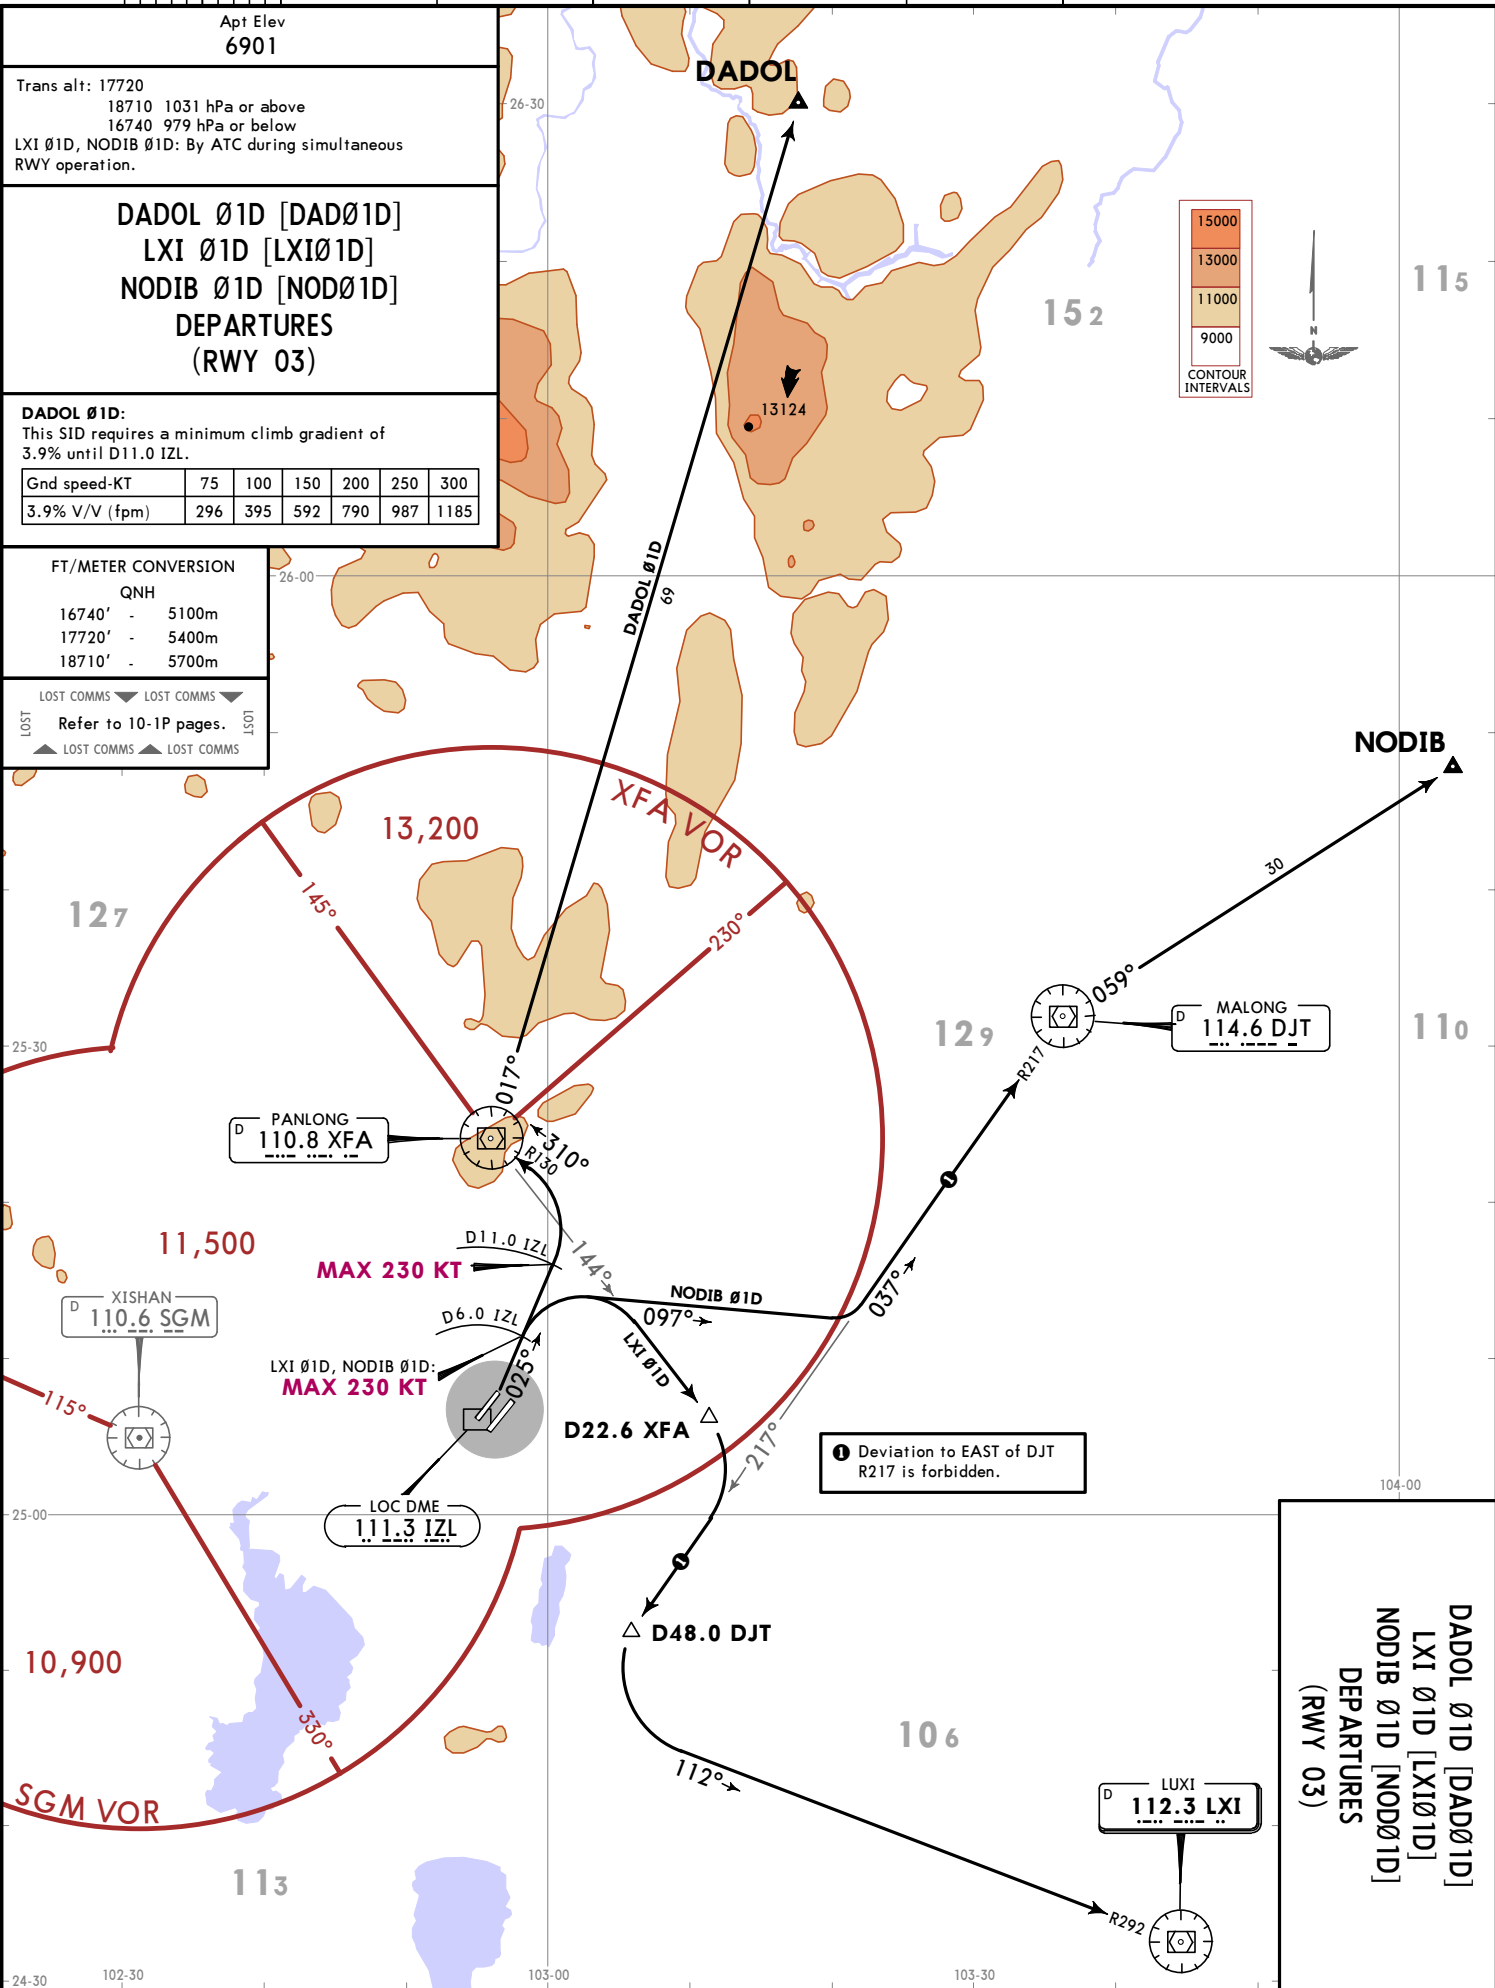 Apt Elev
6901
Trans alt: 17720
18710 1031 hPa or above
16740 979 hPa or below
LXI Ø1D, NODIB Ø1D: By ATC during simultaneous
RWY operation.
DADOL Ø1D [DADØ1D]
LXI Ø1D [LXIØ1D]
NODIB Ø1D [NODØ1D]
DEPARTURES
(RWY 03)
DADOL Ø1D:
This SID requires a minimum climb gradient of
3.9% until D11.0 IZL.
Gnd speed-KT 75 100 150 200 250 300
3.9% V/V (fpm) 296 395 592 790 987 1185
FT/METER CONVERSION
QNH
16740' - 5100m
17720' - 5400m
18710' - 5700m
LOST COMMS LOST COMMS
LOST Refer to 10-1P pages. LOST
LOST COMMS LOST COMMS
DADOL
26-30
15000
13000
11000
9000
CONTOUR
INTERVALS
N
115
152
13124
26-00
DADOL Ø1D
69
NODIB
XFA VOR
13,200
145°
230°
127
30
059°
MALONG
D 114.6 DJT
129
110
25-30
R217
017°
PANLONG
D 110.8 XFA
310°
R130
11,500
D11.0 IZL
MAX 230 KT
144°
NODIB Ø1D
097°
037°
XISHAN
D 110.6 SGM
D6.0 IZL
LXI Ø1D
LXI Ø1D, NODIB Ø1D:
MAX 230 KT
025°
115°
D22.6 XFA
217°
1 Deviation to EAST of DJT
R217 is forbidden.
1
1
104-00
LOC DME
111.3 IZL
25-00
D48.0 DJT
10,900
330°
SGM VOR
106
112°
LUXI
D 112.3 LXI
R292
113
24-30
102-30
103-00
103-30
DADOL Ø1D [DADØ1D]
LXI Ø1D [LXIØ1D]
NODIB Ø1D [NODØ1D]
DEPARTURES
(RWY 03)